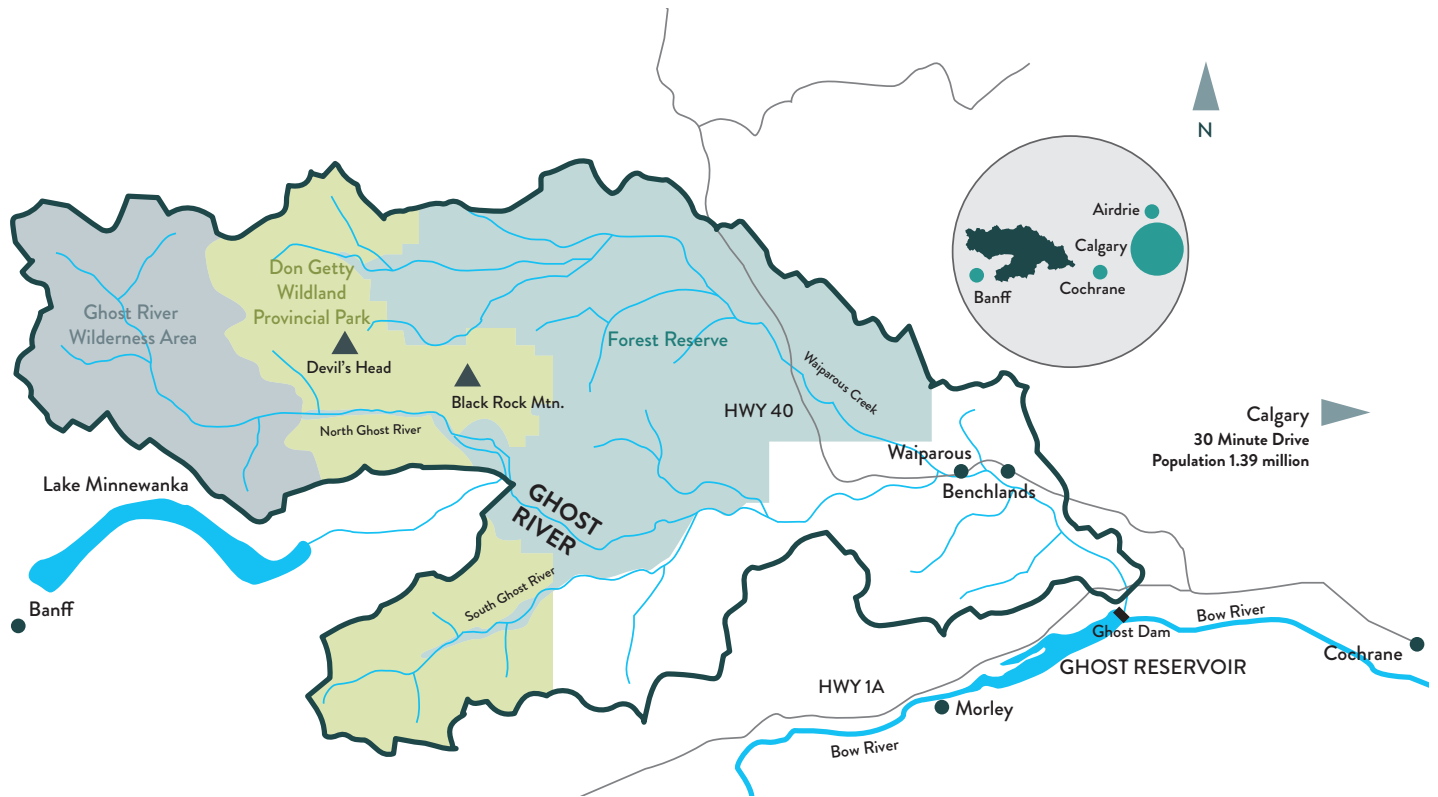 N
Airdrie
Calgary
Cochrane
Banff
Don Getty
Wildland
Provincial Park
Ghost River
Wilderness Area
Devil's Head
Forest Reserve
Black Rock Mtn.
HWY 40
Waiparous Creek
North Ghost River
Calgary
30 Minute Drive
Population 1.39 million
Waiparous
Benchlands
Lake Minnewanka
GHOST
RIVER
South Ghost River
Banff
Bow River
Ghost Dam
Cochrane
GHOST RESERVOIR
HWY 1A
Morley
Bow River